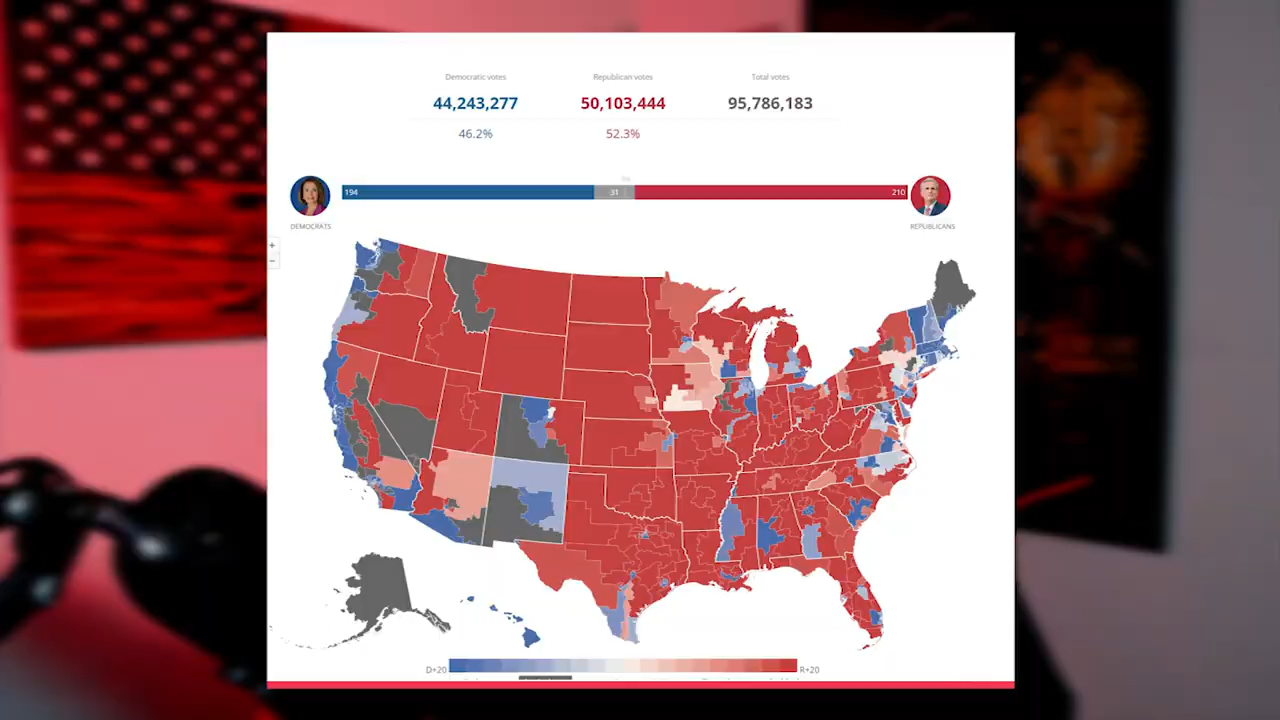 Democratic votes Republican votes Total votes
44,243,277 50,103,444 95,786,183
46.2% 52.3%
194 31 210
DEMOCRATS REPUBLICANS
+
−
D+20 R+20